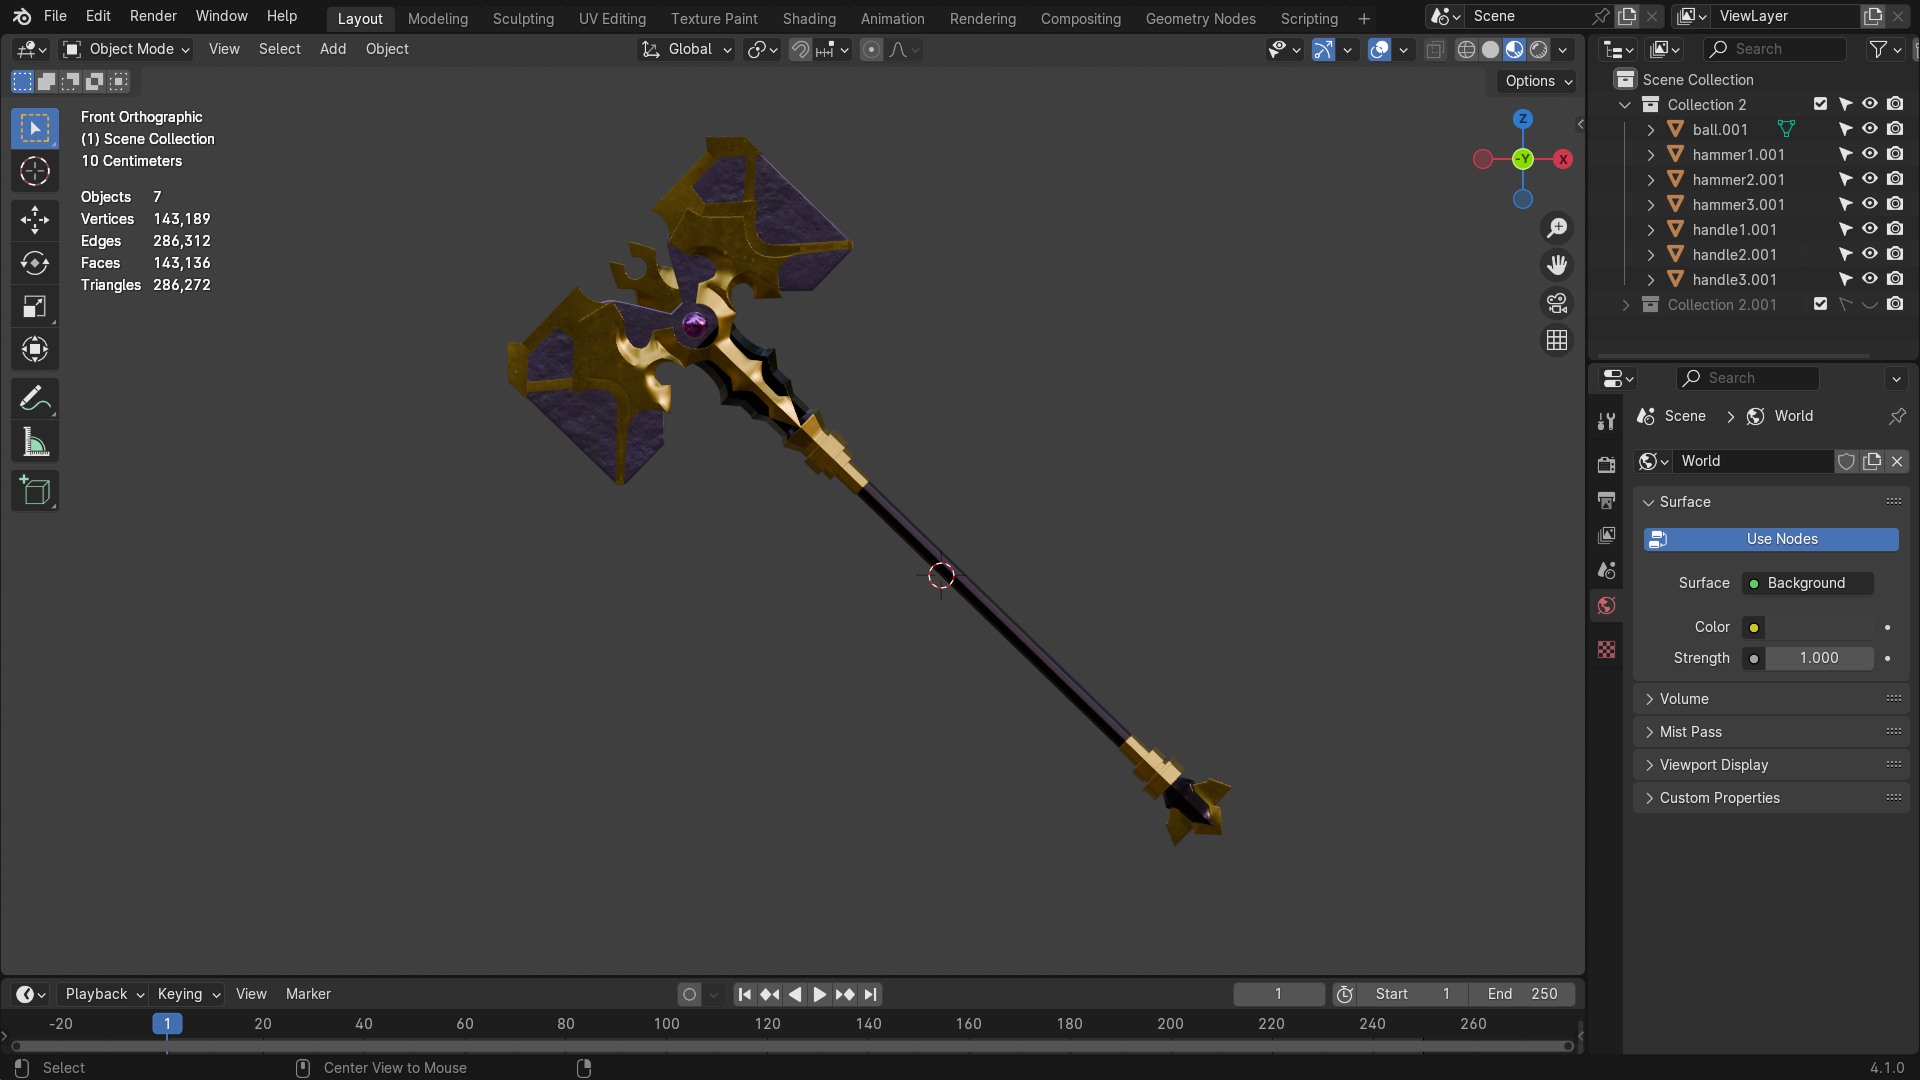 File Edit Render Window Help Layout Modeling Sculpting UV Editing Texture Paint Shading Animation Rendering Compositing Geometry Nodes Scripting + Scene ViewLayer
Object Mode View Select Add Object Global Search
Options
Front Orthographic
(1) Scene Collection
10 Centimeters
Objects 7
Vertices 143,189
Edges 286,312
Faces 143,136
Triangles 286,272
Z
-Y X
Scene Collection
Collection 2
ball.001
hammer1.001
hammer2.001
hammer3.001
handle1.001
handle2.001
handle3.001
Collection 2.001
Search
Scene > World
World
Surface
Use Nodes
Surface Background
Color
Strength 1.000
Volume
Mist Pass
Viewport Display
Custom Properties
Playback Keying View Marker 1 Start 1 End 250
-20 1 20 40 60 80 100 120 140 160 180 200 220 240 260
Select Center View to Mouse 4.1.0